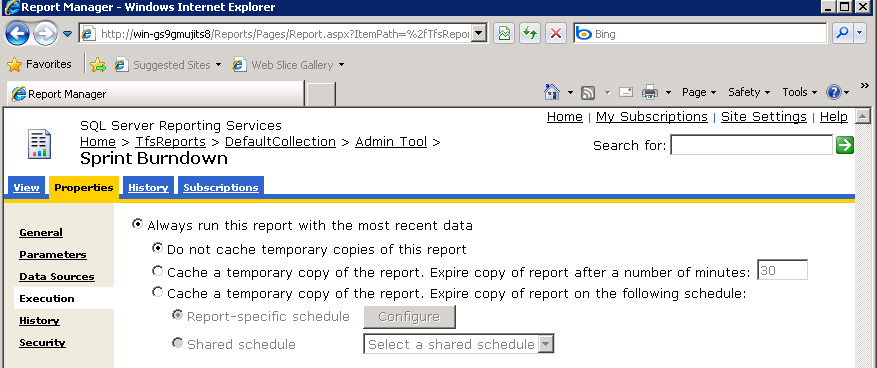 Report Manager - Windows Internet Explorer
http://win-gs9gmujits8/Reports/Pages/Report.aspx?ItemPath=%2fTfsRepor
Bing
Favorites
Suggested Sites
Web Slice Gallery
Report Manager
Page
Safety
Tools
Home | My Subscriptions | Site Settings | Help
SQL Server Reporting Services
Home > TfsReports > DefaultCollection > Admin Tool >
Search for:
Sprint Burndown
View
Properties
History
Subscriptions
General
Parameters
Data Sources
Execution
History
Security
Always run this report with the most recent data
Do not cache temporary copies of this report
Cache a temporary copy of the report. Expire copy of report after a number of minutes: 30
Cache a temporary copy of the report. Expire copy of report on the following schedule:
Report-specific schedule Configure
Shared schedule Select a shared schedule